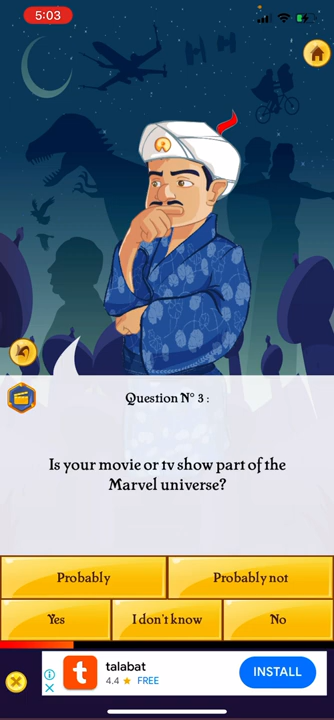 5:03
Question N° 3 :
Is your movie or tv show part of the
Marvel universe?
Probably
Probably not
Yes
I don't know
No
talabat
4.4 ★ FREE
INSTALL